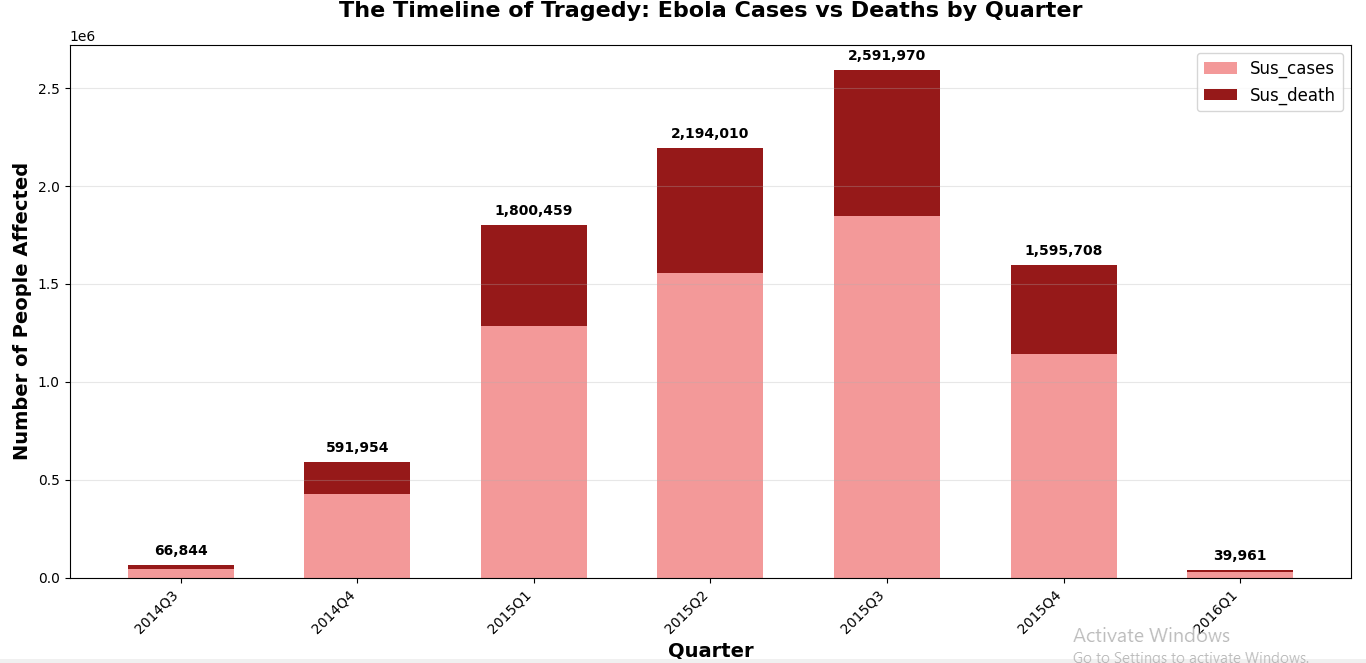 The Timeline of Tragedy: Ebola Cases vs Deaths by Quarter
1e6
Number of People Affected
2.5
2.0
1.5
1.0
0.5
0.0
66,844
591,954
1,800,459
2,194,010
2,591,970
1,595,708
39,961
Sus_cases
Sus_death
2014Q3
2014Q4
2015Q1
2015Q2
2015Q3
2015Q4
2016Q1
Quarter
Activate Windows
Go to Settings to activate Windows.